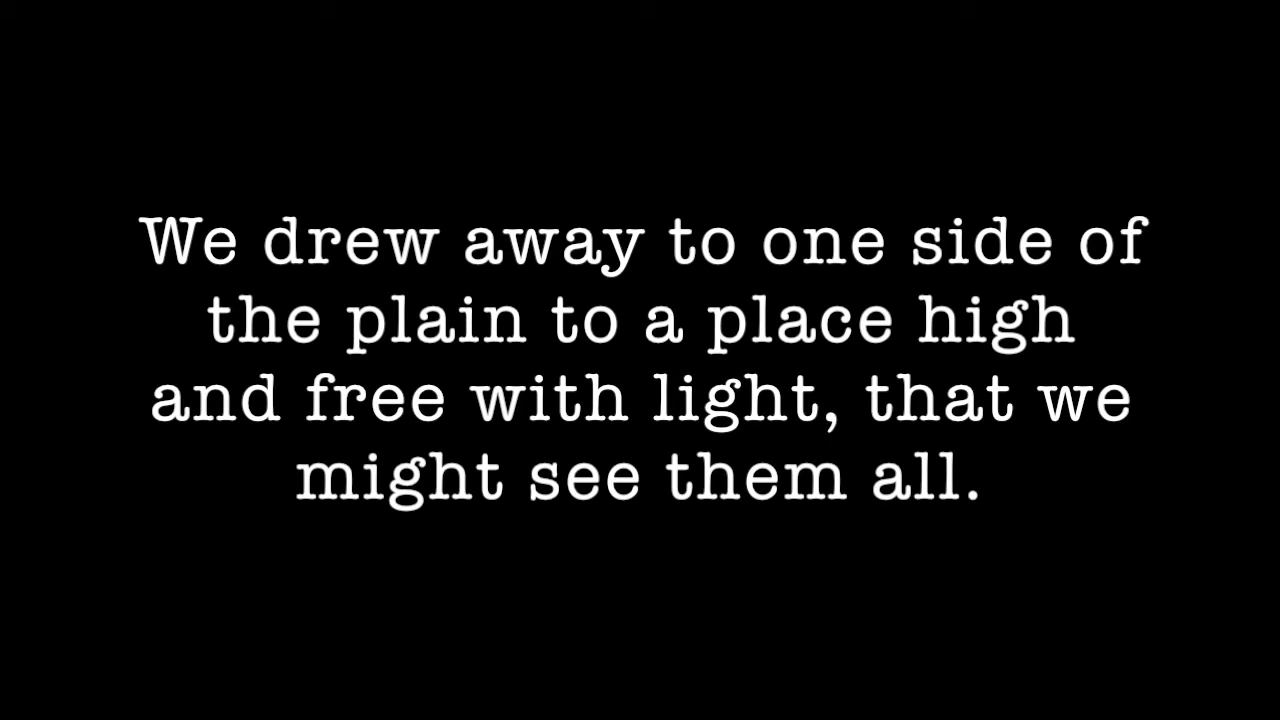 We drew away to one side of
the plain to a place high
and free with light, that we
might see them all.